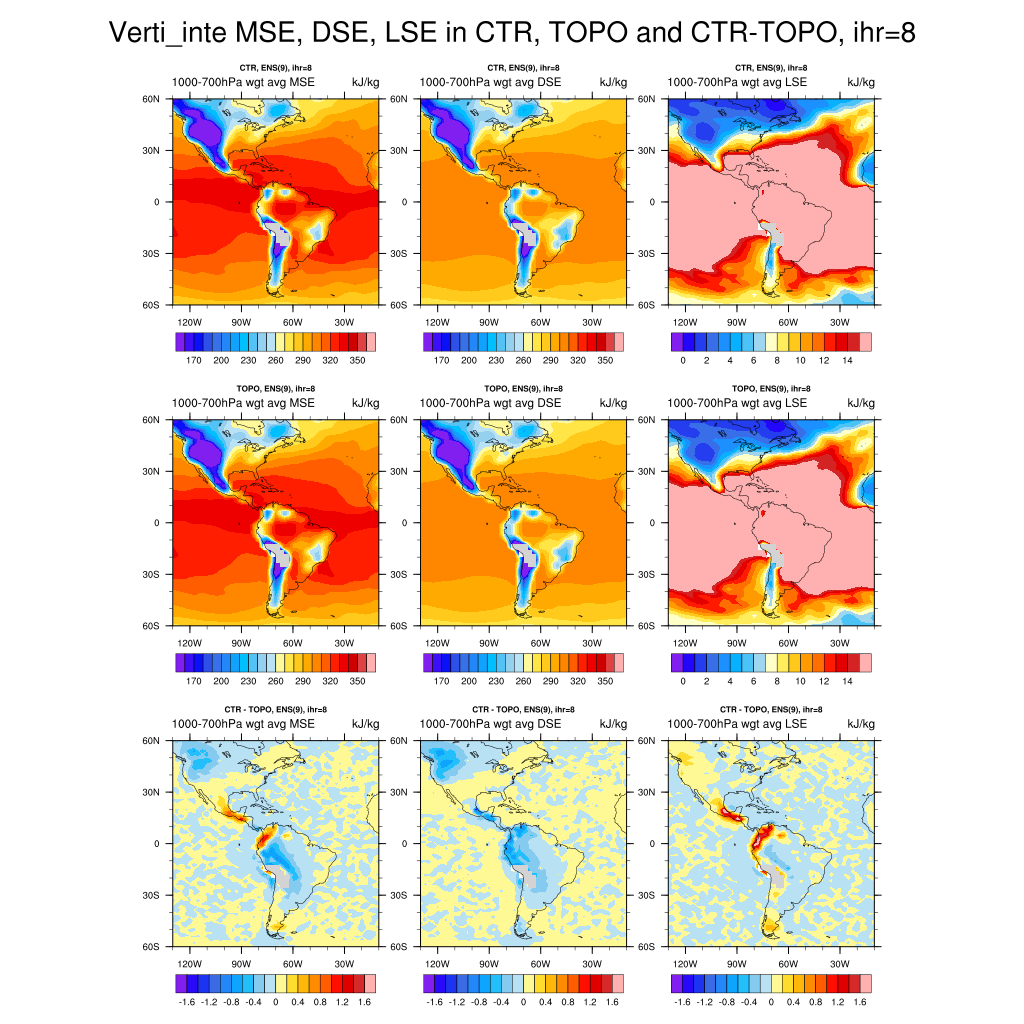 Verti_inte MSE, DSE, LSE in CTR, TOPO and CTR-TOPO, ihr=8
CTR, ENS(9), ihr=8
1000-700hPa wgt avg MSE kJ/kg
60N
30N
0
30S
60S
120W 90W 60W 30W
170 200 230 260 290 320 350
CTR, ENS(9), ihr=8
1000-700hPa wgt avg DSE kJ/kg
60N
30N
0
30S
60S
120W 90W 60W 30W
170 200 230 260 290 320 350
CTR, ENS(9), ihr=8
1000-700hPa wgt avg LSE kJ/kg
60N
30N
0
30S
60S
120W 90W 60W 30W
0 2 4 6 8 10 12 14
TOPO, ENS(9), ihr=8
1000-700hPa wgt avg MSE kJ/kg
60N
30N
0
30S
60S
120W 90W 60W 30W
170 200 230 260 290 320 350
TOPO, ENS(9), ihr=8
1000-700hPa wgt avg DSE kJ/kg
60N
30N
0
30S
60S
120W 90W 60W 30W
170 200 230 260 290 320 350
TOPO, ENS(9), ihr=8
1000-700hPa wgt avg LSE kJ/kg
60N
30N
0
30S
60S
120W 90W 60W 30W
0 2 4 6 8 10 12 14
CTR - TOPO, ENS(9), ihr=8
1000-700hPa wgt avg MSE kJ/kg
60N
30N
0
30S
60S
120W 90W 60W 30W
-1.6 -1.2 -0.8 -0.4 0 0.4 0.8 1.2 1.6
CTR - TOPO, ENS(9), ihr=8
1000-700hPa wgt avg DSE kJ/kg
60N
30N
0
30S
60S
120W 90W 60W 30W
-1.6 -1.2 -0.8 -0.4 0 0.4 0.8 1.2 1.6
CTR - TOPO, ENS(9), ihr=8
1000-700hPa wgt avg LSE kJ/kg
60N
30N
0
30S
60S
120W 90W 60W 30W
-1.6 -1.2 -0.8 -0.4 0 0.4 0.8 1.2 1.6